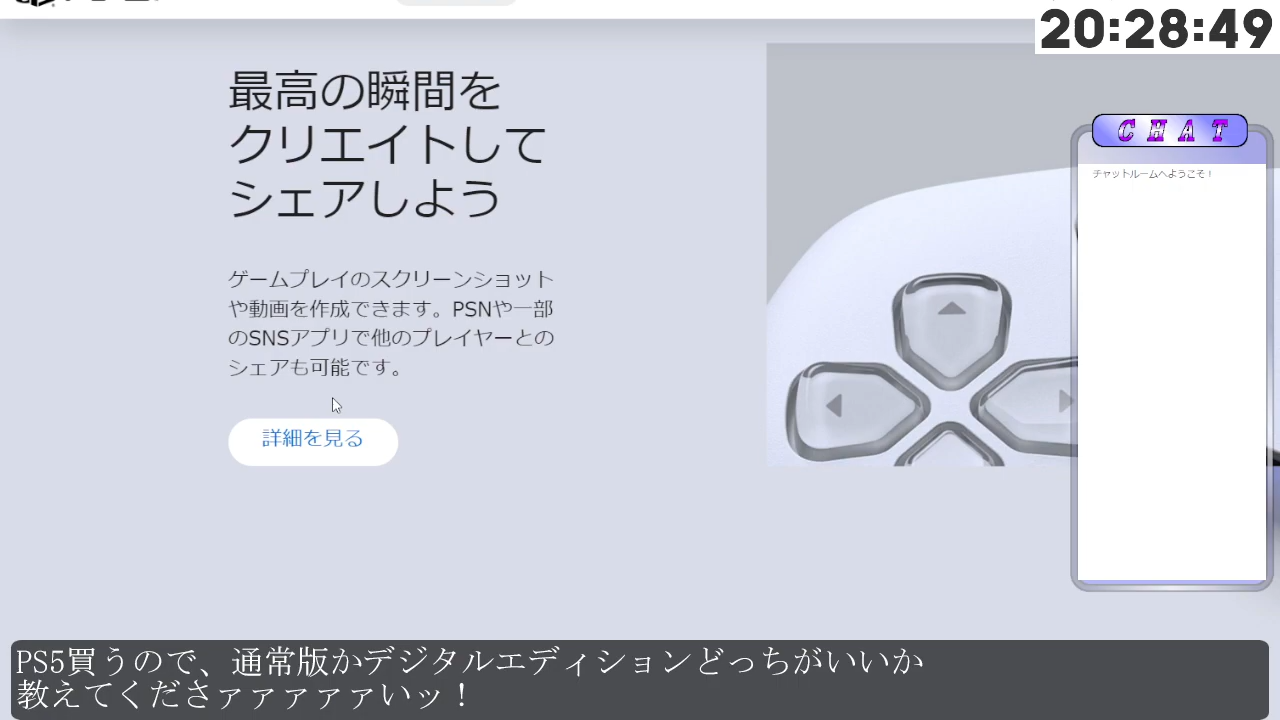 20:28:49
最高の瞬間を
クリエイトして
シェアしよう
CHAT
チャットルームへようこそ！
ゲームプレイのスクリーンショット
や動画を作成できます。PSNや一部
のSNSアプリで他のプレイヤーとの
シェアも可能です。
詳細を見る
PS5買うので、通常版かデジタルエディションどっちがいいか
教えてくださァァァァァいッ！